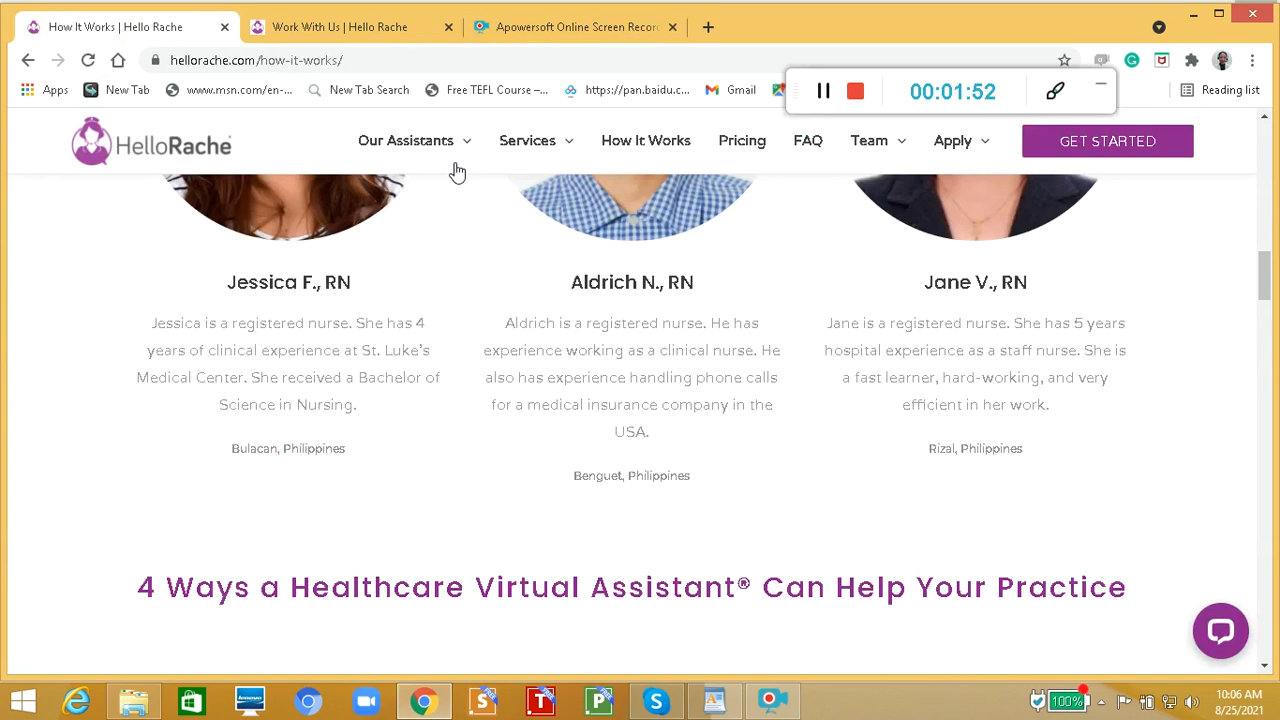 How It Works | Hello Rache
Work With Us | Hello Rache
Apowersoft Online Screen Recor
hellorache.com/how-it-works/
Apps
New Tab
www.msn.com/en-...
New Tab Search
Free TEFL Course –...
https://pan.baidu.c...
Gmail
00:01:52
Reading list
HelloRache
Our Assistants
Services
How It Works
Pricing
FAQ
Team
Apply
GET STARTED
Jessica F., RN
Jessica is a registered nurse. She has 4
years of clinical experience at St. Luke's
Medical Center. She received a Bachelor of
Science in Nursing.
Bulacan, Philippines
Aldrich N., RN
Aldrich is a registered nurse. He has
experience working as a clinical nurse. He
also has experience handling phone calls
for a medical insurance company in the
USA.
Benguet, Philippines
Jane V., RN
Jane is a registered nurse. She has 5 years
hospital experience as a staff nurse. She is
a fast learner, hard-working, and very
efficient in her work.
Rizal, Philippines
4 Ways a Healthcare Virtual Assistant® Can Help Your Practice
100%
10:06 AM
8/25/2021